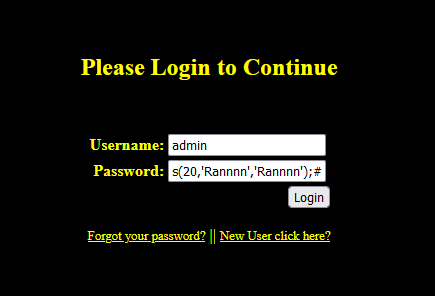 Please Login to Continue
Username: admin
Password: s(20,'Rannnn','Rannnn');#
Login
Forgot your password? || New User click here?